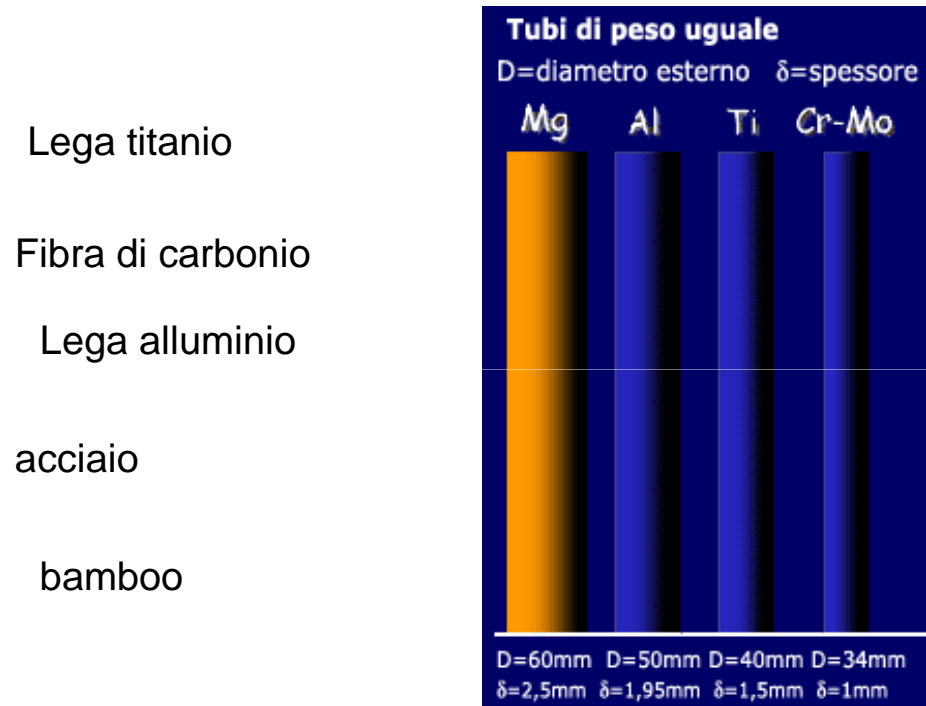 Lega titanio
Fibra di carbonio
Lega alluminio
acciaio
bamboo
Tubi di peso uguale
D=diametro esterno δ=spessore
Mg Al Ti Cr-Mo
D=60mm D=50mm D=40mm D=34mm
δ=2,5mm δ=1,95mm δ=1,5mm δ=1mm